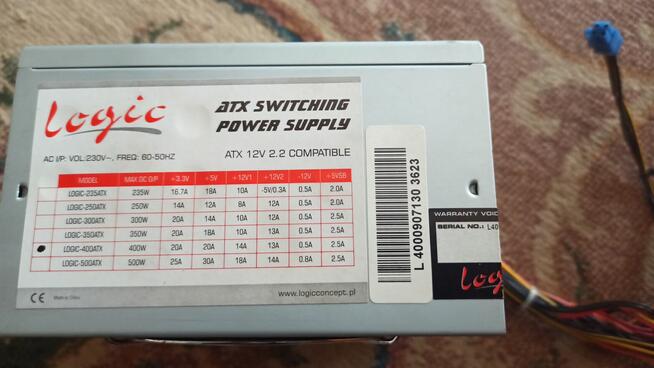 Logic
ATX SWITCHING
POWER SUPPLY
AC I/P: VOL:230V~, FREQ: 60-50HZ
ATX 12V 2.2 COMPATIBLE
MODEL MAX DC O/P +3.3V +5V +12V1 +12V2 -12V +5VSB
LOGIC-235ATX 235W 16.7A 18A 10A -5V/0.3A 0.5A 2.0A
LOGIC-250ATX 250W 14A 12A 8A 12A 0.5A 2.0A
LOGIC-300ATX 300W 20A 14A 10A 12A 0.5A 2.5A
LOGIC-350ATX 350W 20A 18A 10A 13A 0.5A 2.5A
LOGIC-400ATX 400W 20A 20A 14A 13A 0.5A 2.5A
LOGIC-500ATX 500W 25A 30A 18A 14A 0.8A 2.5A
CE Made in China
www.logicconcept.pl
L 4000907130 3623
WARRANTY VOID
SERIAL NO.: L40
Logic